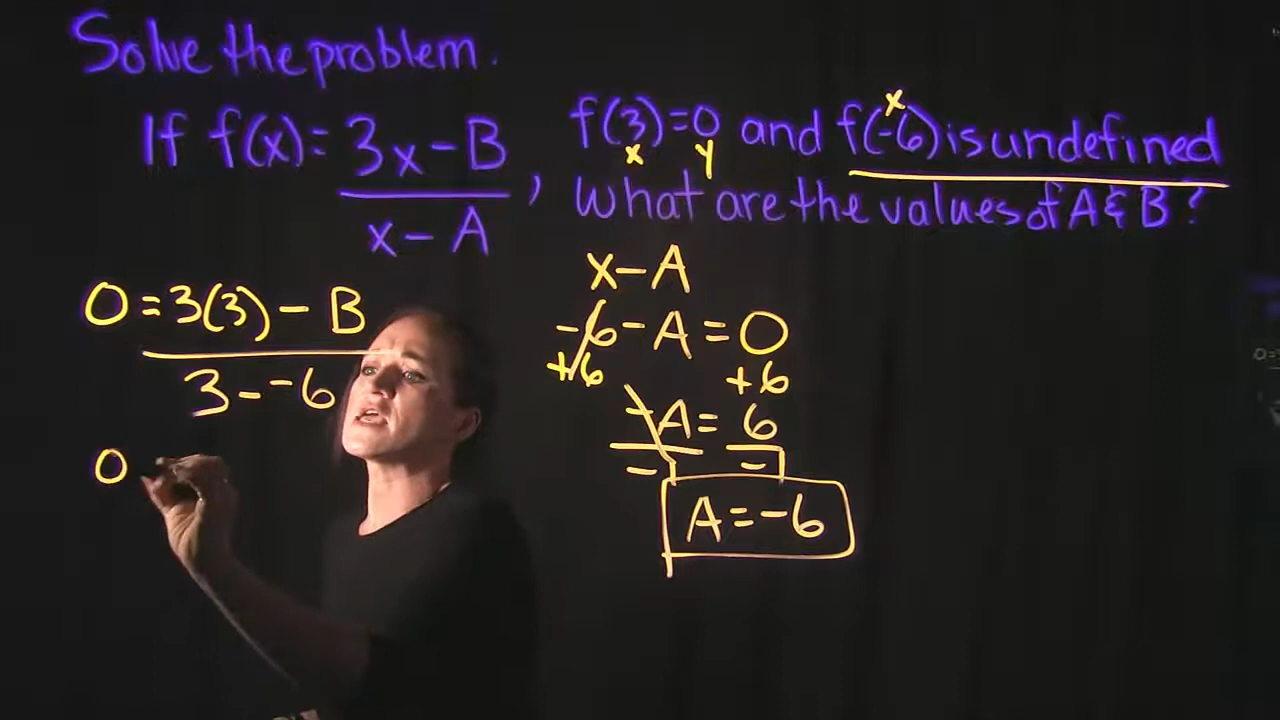 Solve the problem.
If f(x) = 3x - B
x - A
, f(3) = 0 and f(-6) is undefined
x y x
What are the values of A & B?
0 = 3(3) - B
3 - -6
0
x - A
-6 - A = 0
+6 +6
-A = 6
- -
A = -6